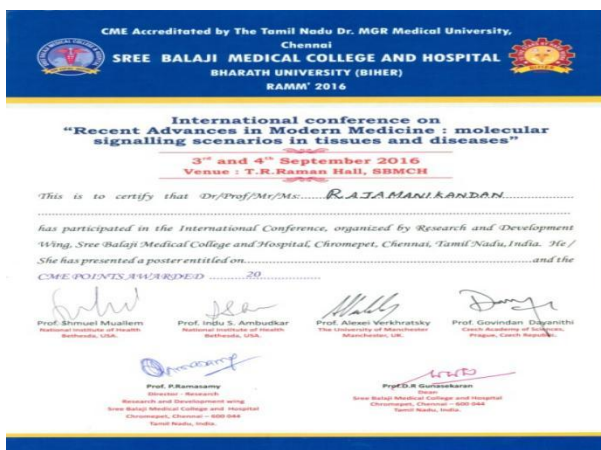 CME Accreditated by The Tamil Nadu Dr. MGR Medical University,
Chennai
SREE BALAJI MEDICAL COLLEGE AND HOSPITAL
BHARATH UNIVERSITY (BIHER)
RAMM' 2016
International conference on
"Recent Advances in Modern Medicine : molecular
signalling scenarios in tissues and diseases"
3rd and 4th September 2016
Venue : T.R.Raman Hall, SBMCH
This is to certify that Dr/Prof/Mr/Ms: RAJAMANIKANDAN
has participated in the International Conference, organized by Research and Development
Wing, Sree Balaji Medical College and Hospital, Chromepet, Chennai, Tamil Nadu, India. He /
She has presented a poster entitled on and the
CME POINTS AWARDED 20
Prof. Shmuel Muallem Prof. Indu S. Ambudkar Prof. Alexei Verkhratsky Prof. Govindan Dayanithi
National Institute of Health National Institute of Health The University of Manchester Czech Academy of Sciences,
Bethesda, USA. Bethesda, USA. Manchester, UK. Prague, Czech Republic.
Prof. P.Ramasamy Prof.D.R Gunasekaran
Director - Research Dean
Research and Development wing Sree Balaji Medical College and Hospital
Sree Balaji Medical College and Hospital Chromepet, Chennai - 600 044
Chromepet, Chennai - 600 044 Tamil Nadu, India.
Tamil Nadu, India.